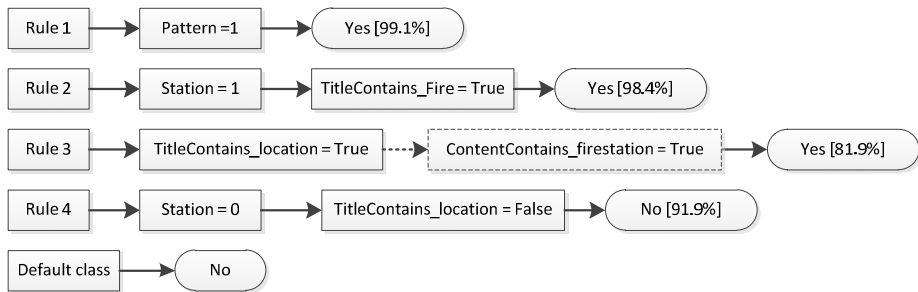 Rule 1 Pattern =1 Yes [99.1%]
Rule 2 Station = 1 TitleContains_Fire = True Yes [98.4%]
Rule 3 TitleContains_location = True ContentContains_firestation = True Yes [81.9%]
Rule 4 Station = 0 TitleContains_location = False No [91.9%]
Default class No